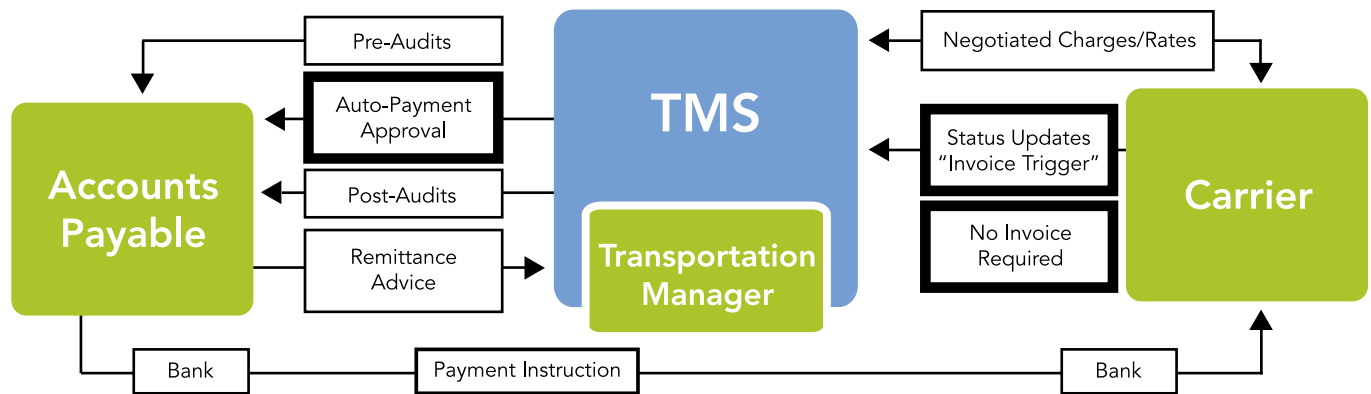 Pre-Audits
Negotiated Charges/Rates
Auto-Payment
Approval
TMS
Status Updates
“Invoice Trigger”
Accounts
Payable
Post-Audits
Carrier
Remittance
Advice
Transportation
Manager
No Invoice
Required
Bank
Payment Instruction
Bank